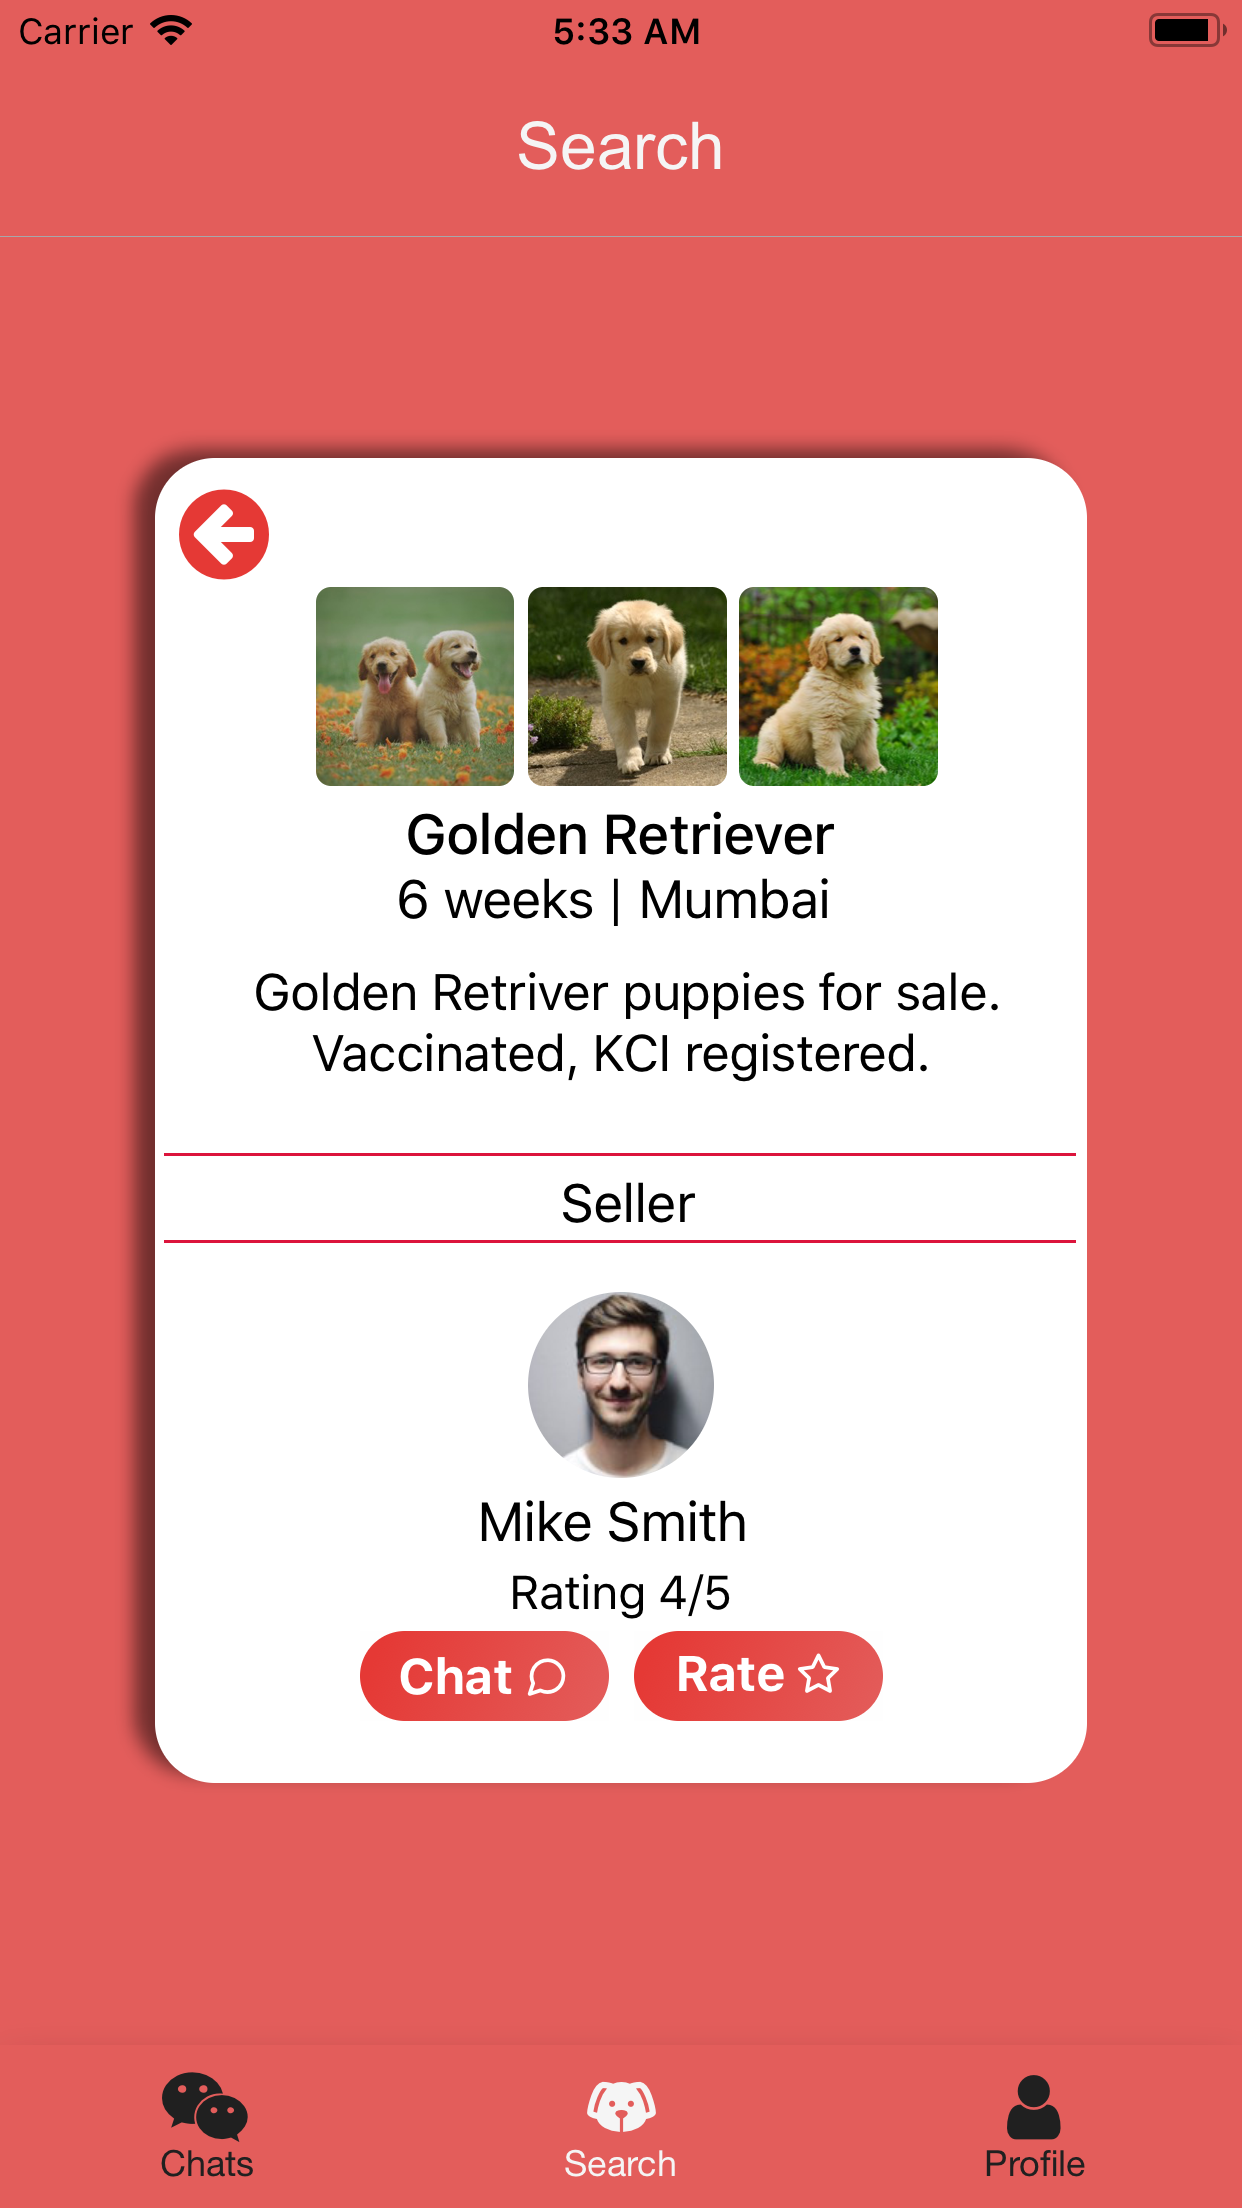 Carrier 5:33 AM
Search
Golden Retriever
6 weeks | Mumbai
Golden Retriver puppies for sale.
Vaccinated, KCI registered.
Seller
Mike Smith
Rating 4/5
Chat Rate
Chats Search Profile